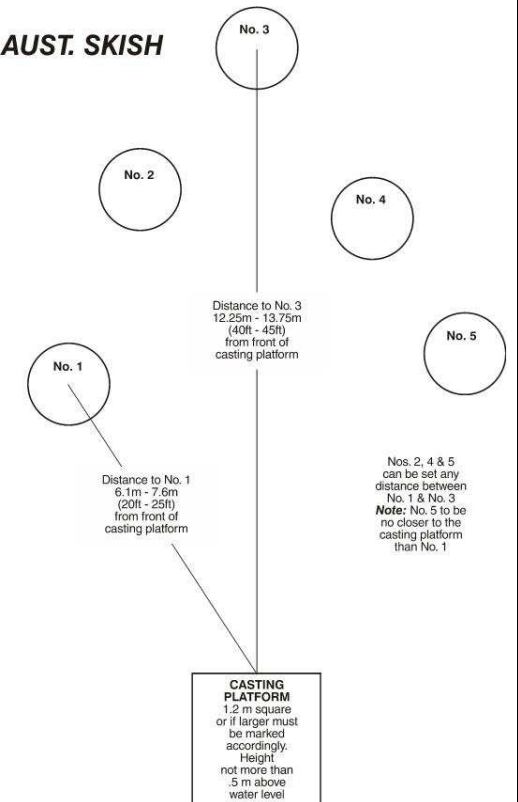 AUST. SKISH
No. 3
No. 2
No. 4
Distance to No. 3
12.25m - 13.75m
(40ft - 45ft)
from front of
casting platform
No. 5
No. 1
Distance to No. 1
6.1m - 7.6m
(20ft - 25ft)
from front of
casting platform
Nos. 2, 4 & 5
can be set any
distance between
No. 1 & No. 3
Note: No. 5 to be
no closer to the
casting platform
than No. 1
CASTING
PLATFORM
1.2 m square
or if larger must
be marked
accordingly.
Height
not more than
.5 m above
water level